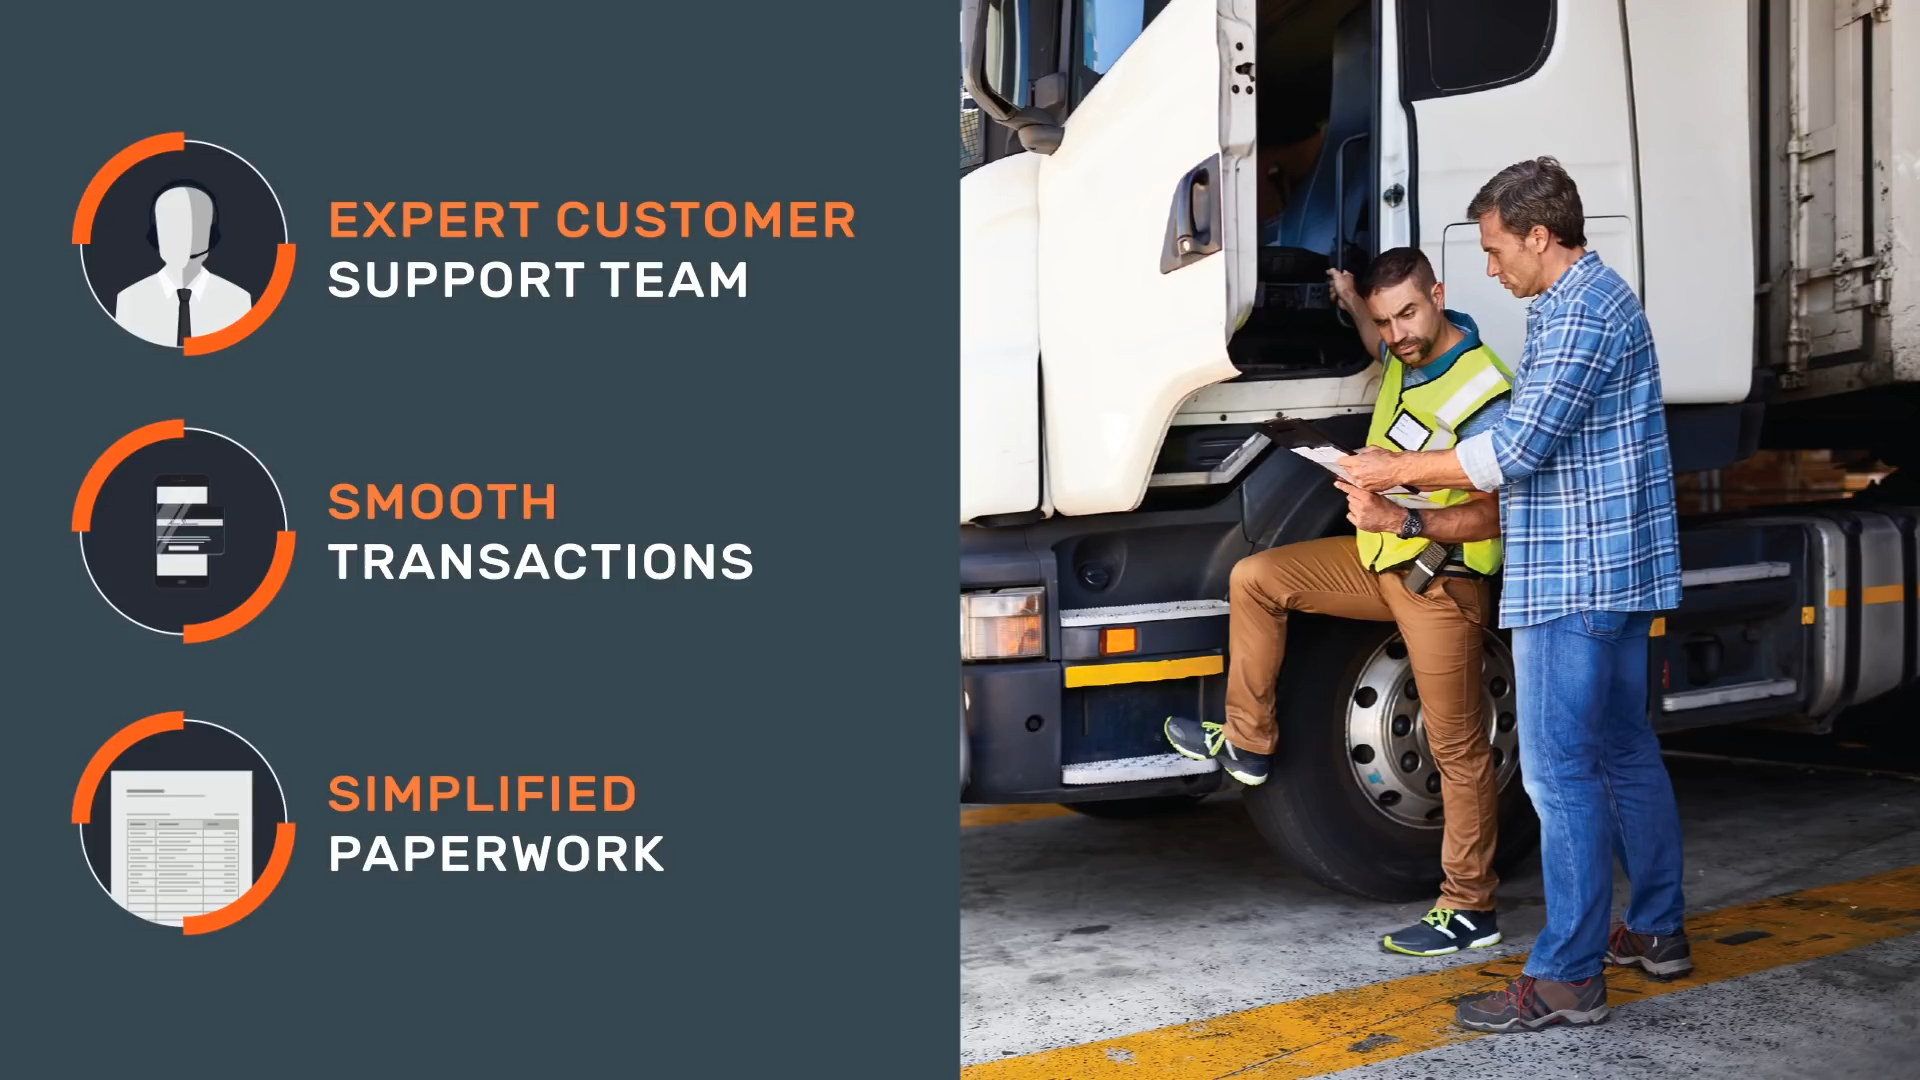 EXPERT CUSTOMER
SUPPORT TEAM
SMOOTH
TRANSACTIONS
SIMPLIFIED
PAPERWORK